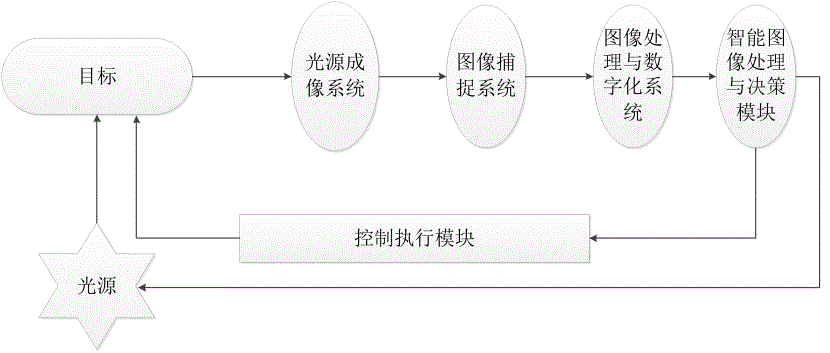 目标
光源成
像系统
图像捕
捉系统
图像处
理与数
字化系
统
智能图
像处理
与决策
模块
控制执行模块
光源